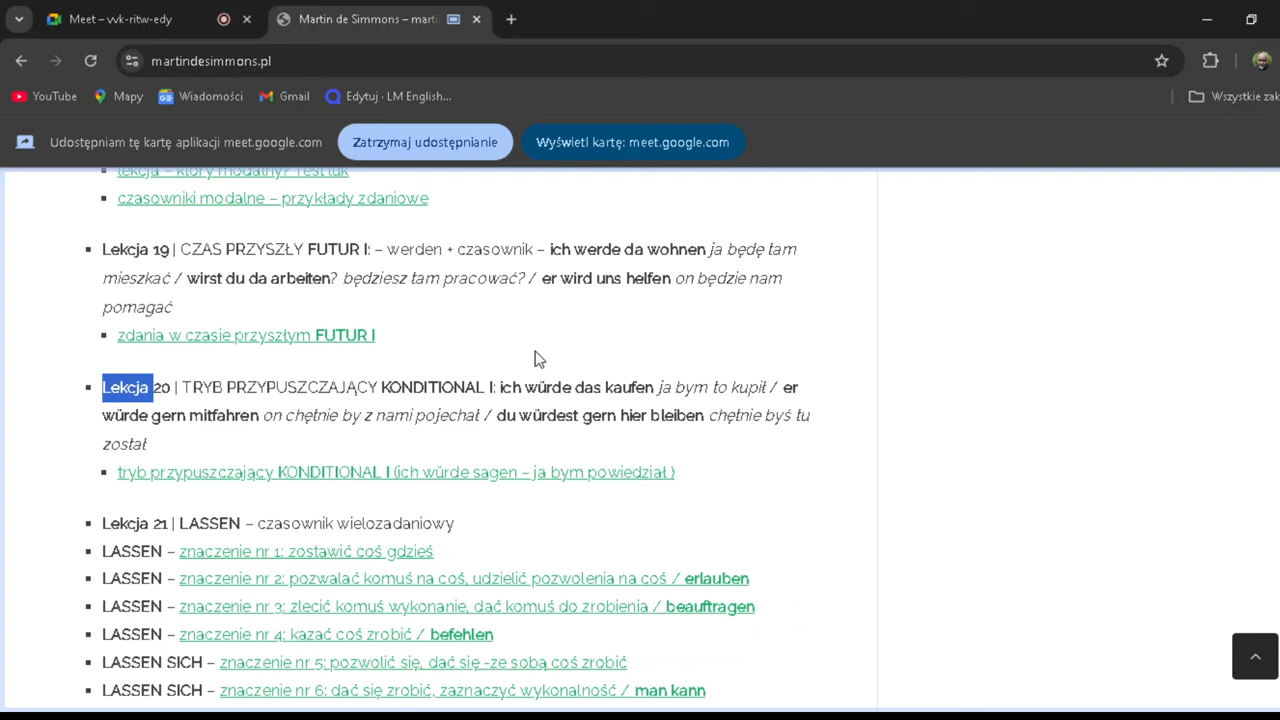 Meet – vvk-ritw-edy
Martin de Simmons – marti
martindesimmons.pl
YouTube
Mapy
Wiadomości
Gmail
Edytuj · LM English...
Wszystkie zak
Udostępniam tę kartę aplikacji meet.google.com
Zatrzymaj udostępnianie
Wyświetl kartę: meet.google.com
lekcja – który modalny? Test luk
czasowniki modalne – przykłady zdaniowe
Lekcja 19 | CZAS PRZYSZŁY FUTUR I: – werden + czasownik – ich werde da wohnen ja będę tam
mieszkać / wirst du da arbeiten? będziesz tam pracować? / er wird uns helfen on będzie nam
pomagać
zdania w czasie przyszłym FUTUR I
Lekcja 20 | TRYB PRZYPUSZCZAJĄCY KONDITIONAL I: ich würde das kaufen ja bym to kupił / er
würde gern mitfahren on chętnie by z nami pojechał / du würdest gern hier bleiben chętnie byś tu
został
tryb przypuszczający KONDITIONAL I (ich würde sagen – ja bym powiedział )
Lekcja 21 | LASSEN – czasownik wielozadaniowy
LASSEN – znaczenie nr 1: zostawić coś gdzieś
LASSEN – znaczenie nr 2: pozwalać komuś na coś, udzielić pozwolenia na coś / erlauben
LASSEN – znaczenie nr 3: zlecić komuś wykonanie, dać komuś do zrobienia / beauftragen
LASSEN – znaczenie nr 4: kazać coś zrobić / befehlen
LASSEN SICH – znaczenie nr 5: pozwolić się, dać się -ze sobą coś zrobić
LASSEN SICH – znaczenie nr 6: dać się zrobić, zaznaczyć wykonalność / man kann